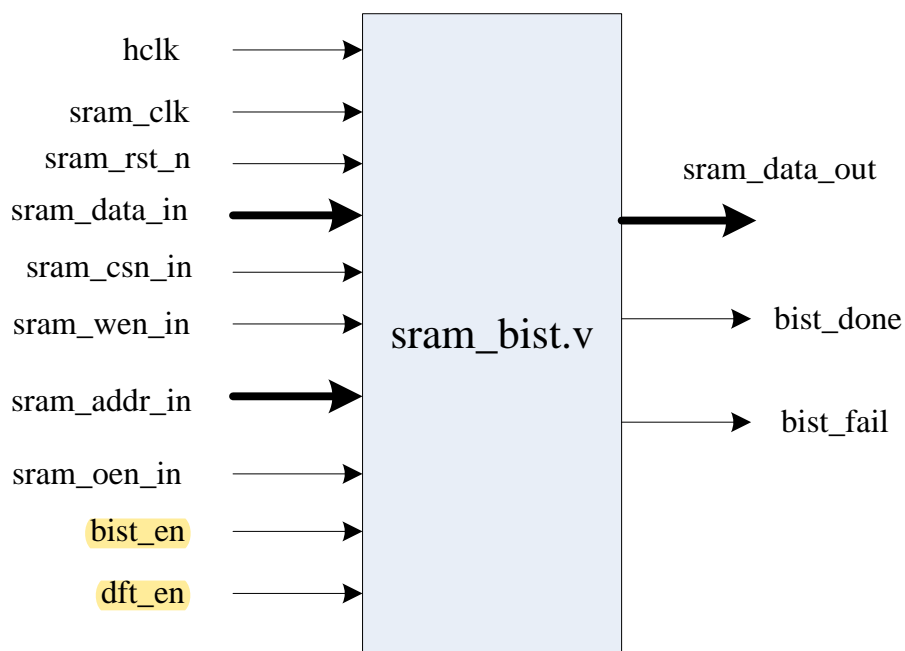 hclk
sram_clk
sram_rst_n
sram_data_in
sram_csn_in
sram_wen_in
sram_addr_in
sram_oen_in
bist_en
dft_en
sram_bist.v
sram_data_out
bist_done
bist_fail